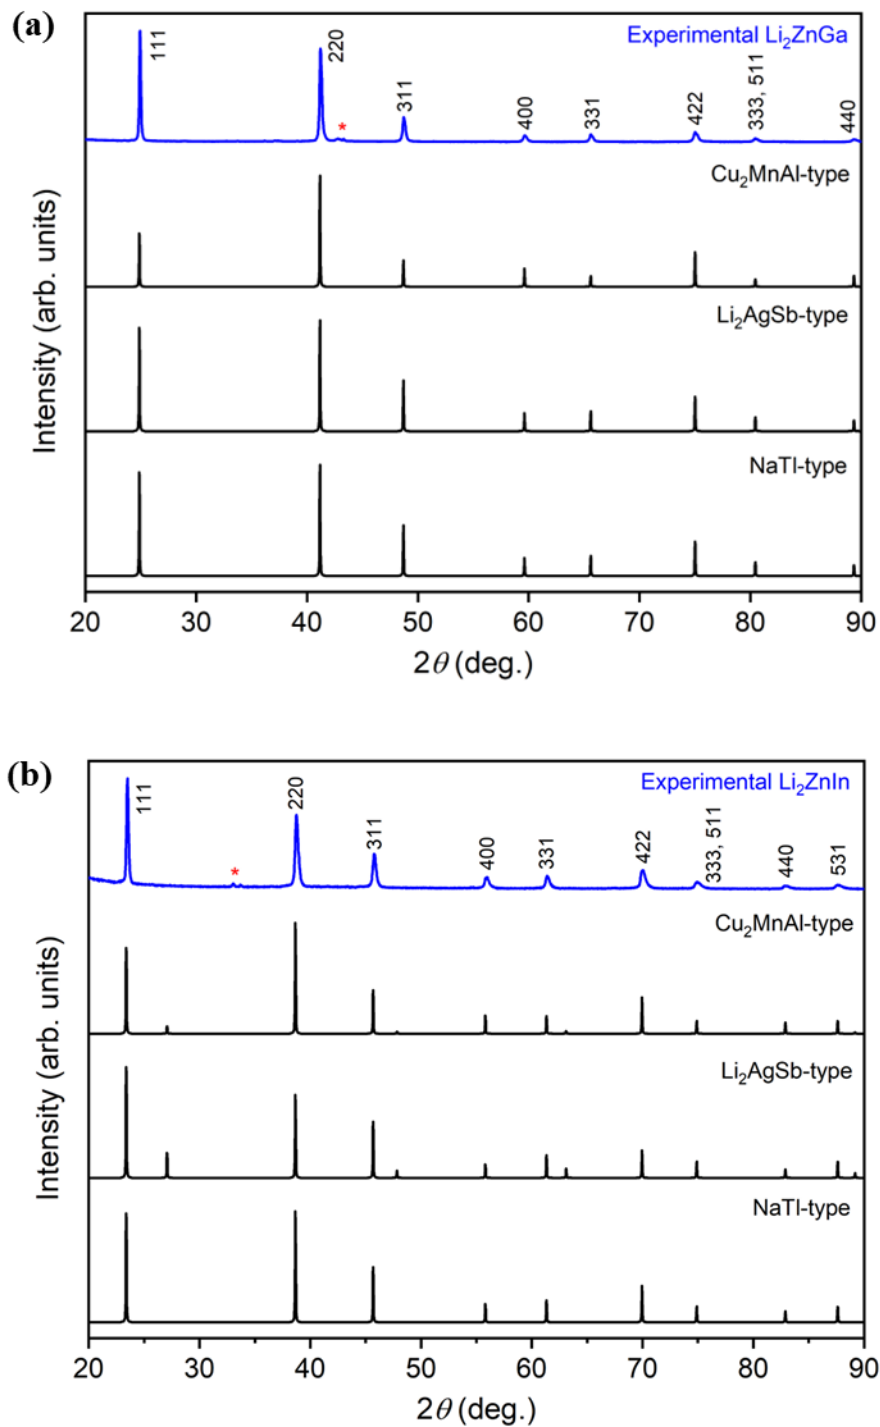 (a)
Experimental Li₂ZnGa
111
220
*
311
400
331
422
333, 511
440
Cu₂MnAl-type
Li₂AgSb-type
NaTl-type
Intensity (arb. units)
20 30 40 50 60 70 80 90
2θ (deg.)
(b)
Experimental Li₂ZnIn
111
*
220
311
400
331
422
333, 511
440
531
Cu₂MnAl-type
Li₂AgSb-type
NaTl-type
Intensity (arb. units)
20 30 40 50 60 70 80 90
2θ (deg.)